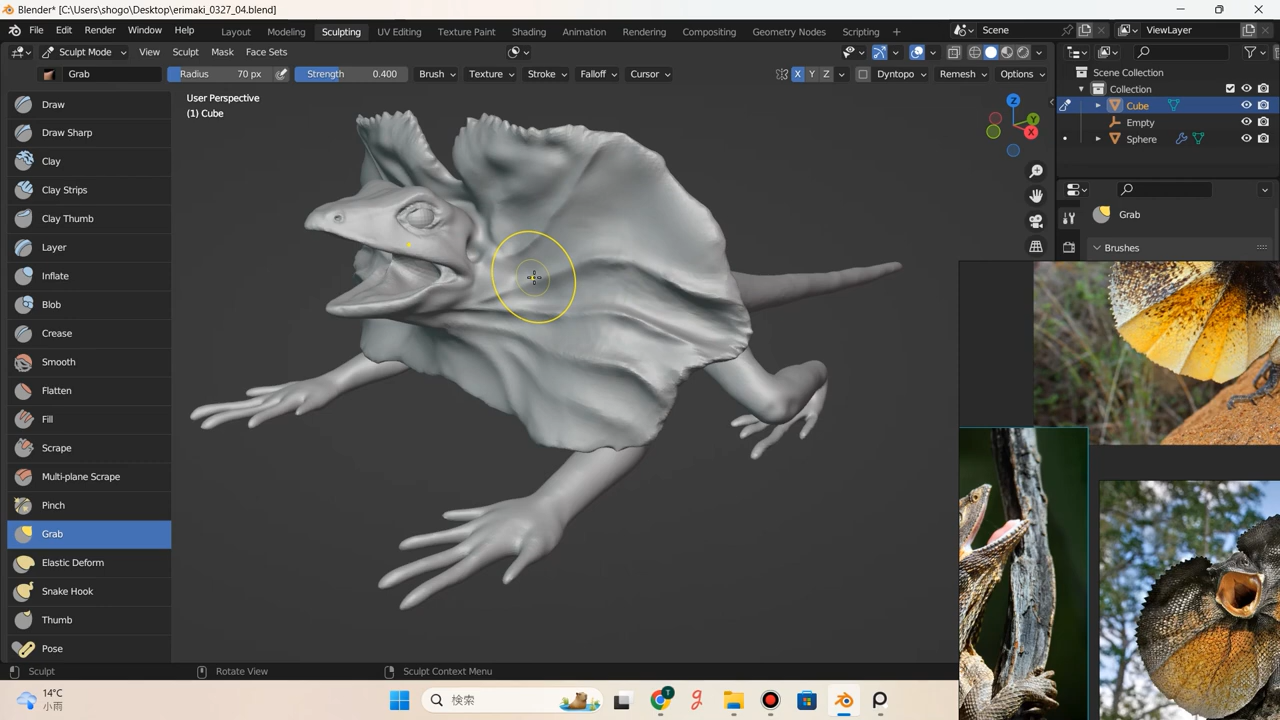 Blender* [C:\Users\shogo\Desktop\erimaki_0327_04.blend]
File Edit Render Window Help Layout Modeling Sculpting UV Editing Texture Paint Shading Animation Rendering Compositing Geometry Nodes Scripting + Scene ViewLayer
Sculpt Mode View Sculpt Mask Face Sets
Grab Radius 70 px Strength 0.400 Brush Texture Stroke Falloff Cursor X Y Z Dyntopo Remesh Options
User Perspective
(1) Cube
Draw
Draw Sharp
Clay
Clay Strips
Clay Thumb
Layer
Inflate
Blob
Crease
Smooth
Flatten
Fill
Scrape
Multi-plane Scrape
Pinch
Grab
Elastic Deform
Snake Hook
Thumb
Pose
Z
Y
X
Scene Collection
Collection
Cube
Empty
Sphere
Grab
Brushes
Sculpt Rotate View Sculpt Context Menu
14°C
小雨
検索